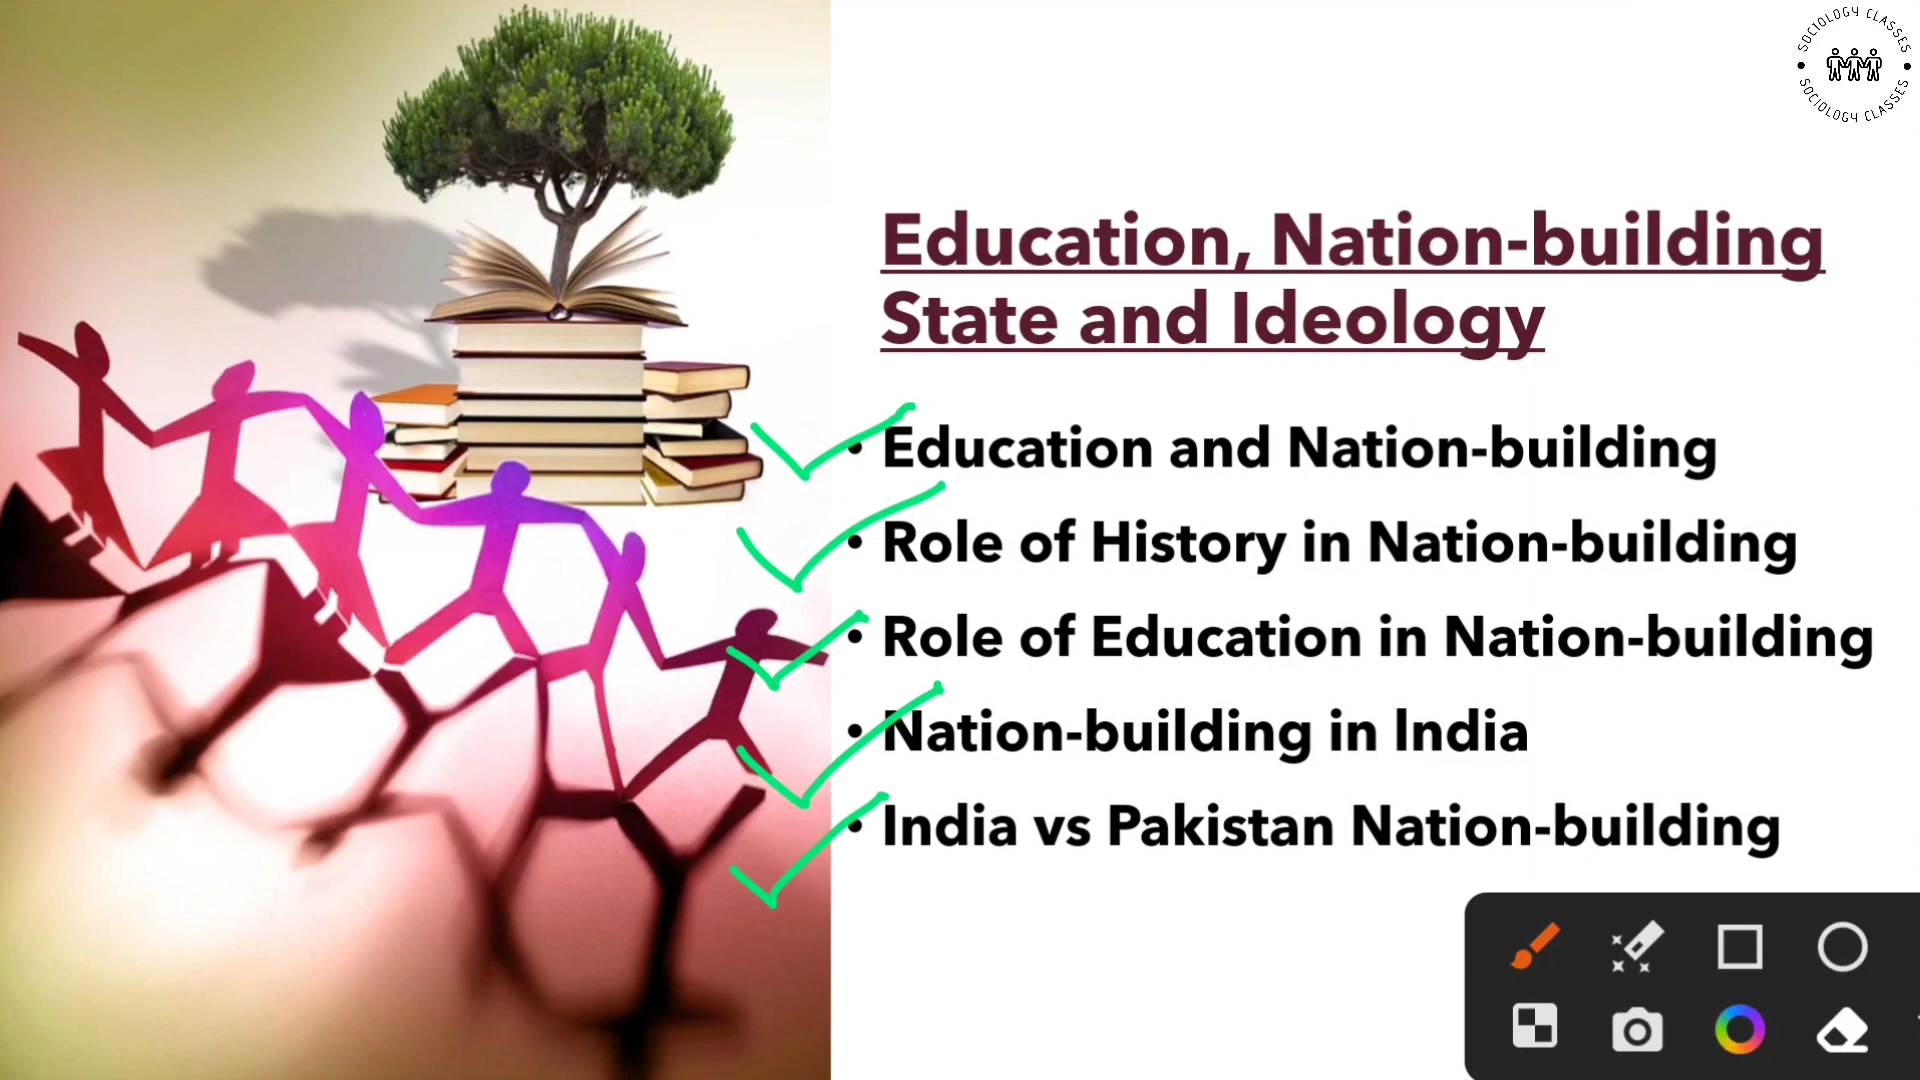 SOCIOLOGY CLASSES
SOCIOLOGY CLASSES
Education, Nation-building
State and Ideology
• Education and Nation-building
• Role of History in Nation-building
• Role of Education in Nation-building
• Nation-building in India
• India vs Pakistan Nation-building